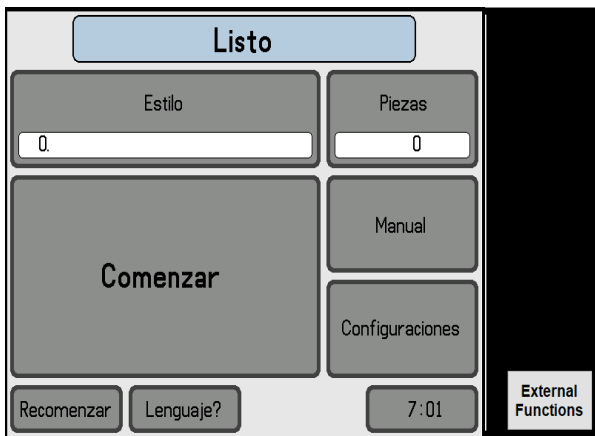 Listo
Estilo
Piezas
0.
0
Comenzar
Manual
Configuraciones
Recomenzar
Lenguaje?
7:01
External
Functions